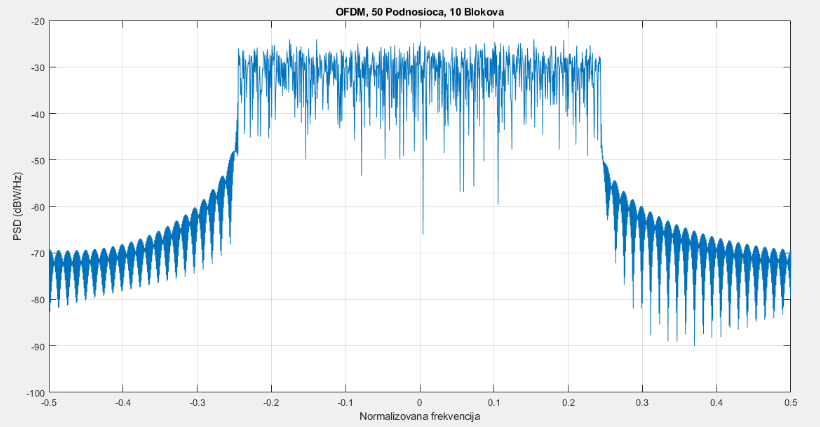 OFDM, 50 Podnosioca, 10 Blokova
-20
-30
-40
-50
-60
-70
-80
-90
-100
PSD (dBW/Hz)
-0.5 -0.4 -0.3 -0.2 -0.1 0 0.1 0.2 0.3 0.4 0.5
Normalizovana frekvencija